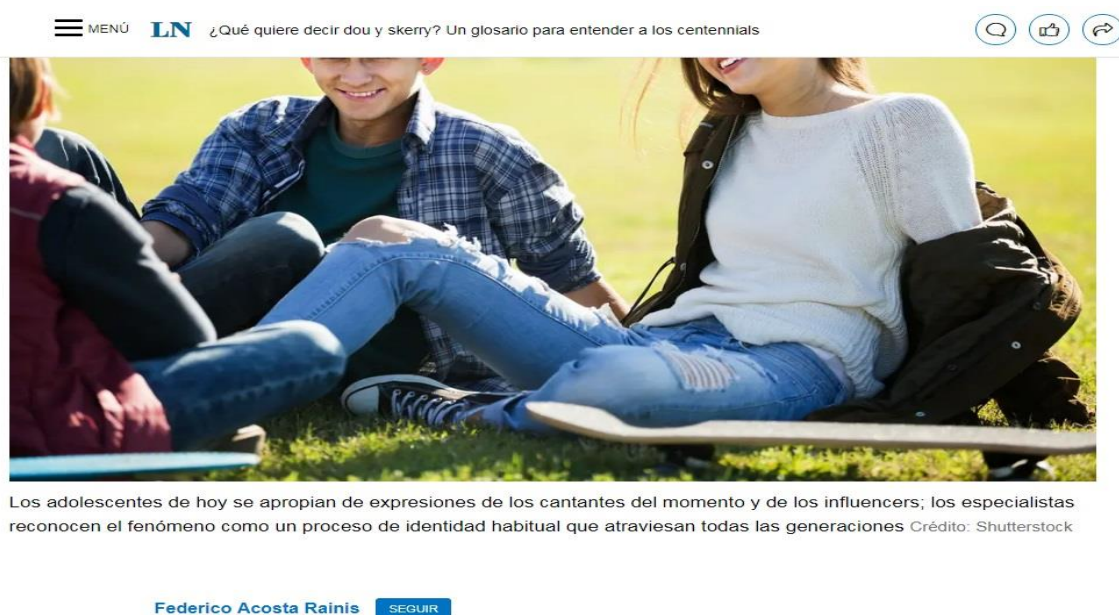 MENÚ LN ¿Qué quiere decir dou y skerry? Un glosario para entender a los centennials
Los adolescentes de hoy se apropian de expresiones de los cantantes del momento y de los influencers; los especialistas
reconocen el fenómeno como un proceso de identidad habitual que atraviesan todas las generaciones Crédito: Shutterstock
Federico Acosta Rainis SEGUIR